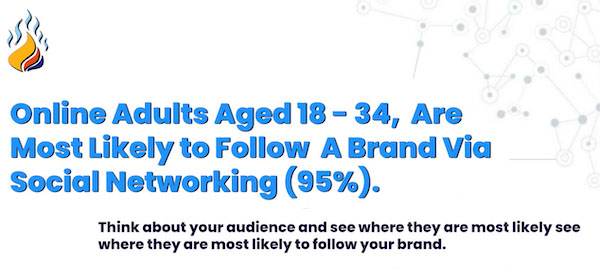 Online Adults Aged 18 - 34, Are
Most Likely to Follow A Brand Via
Social Networking (95%).
Think about your audience and see where they are most likely see
where they are most likely to follow your brand.